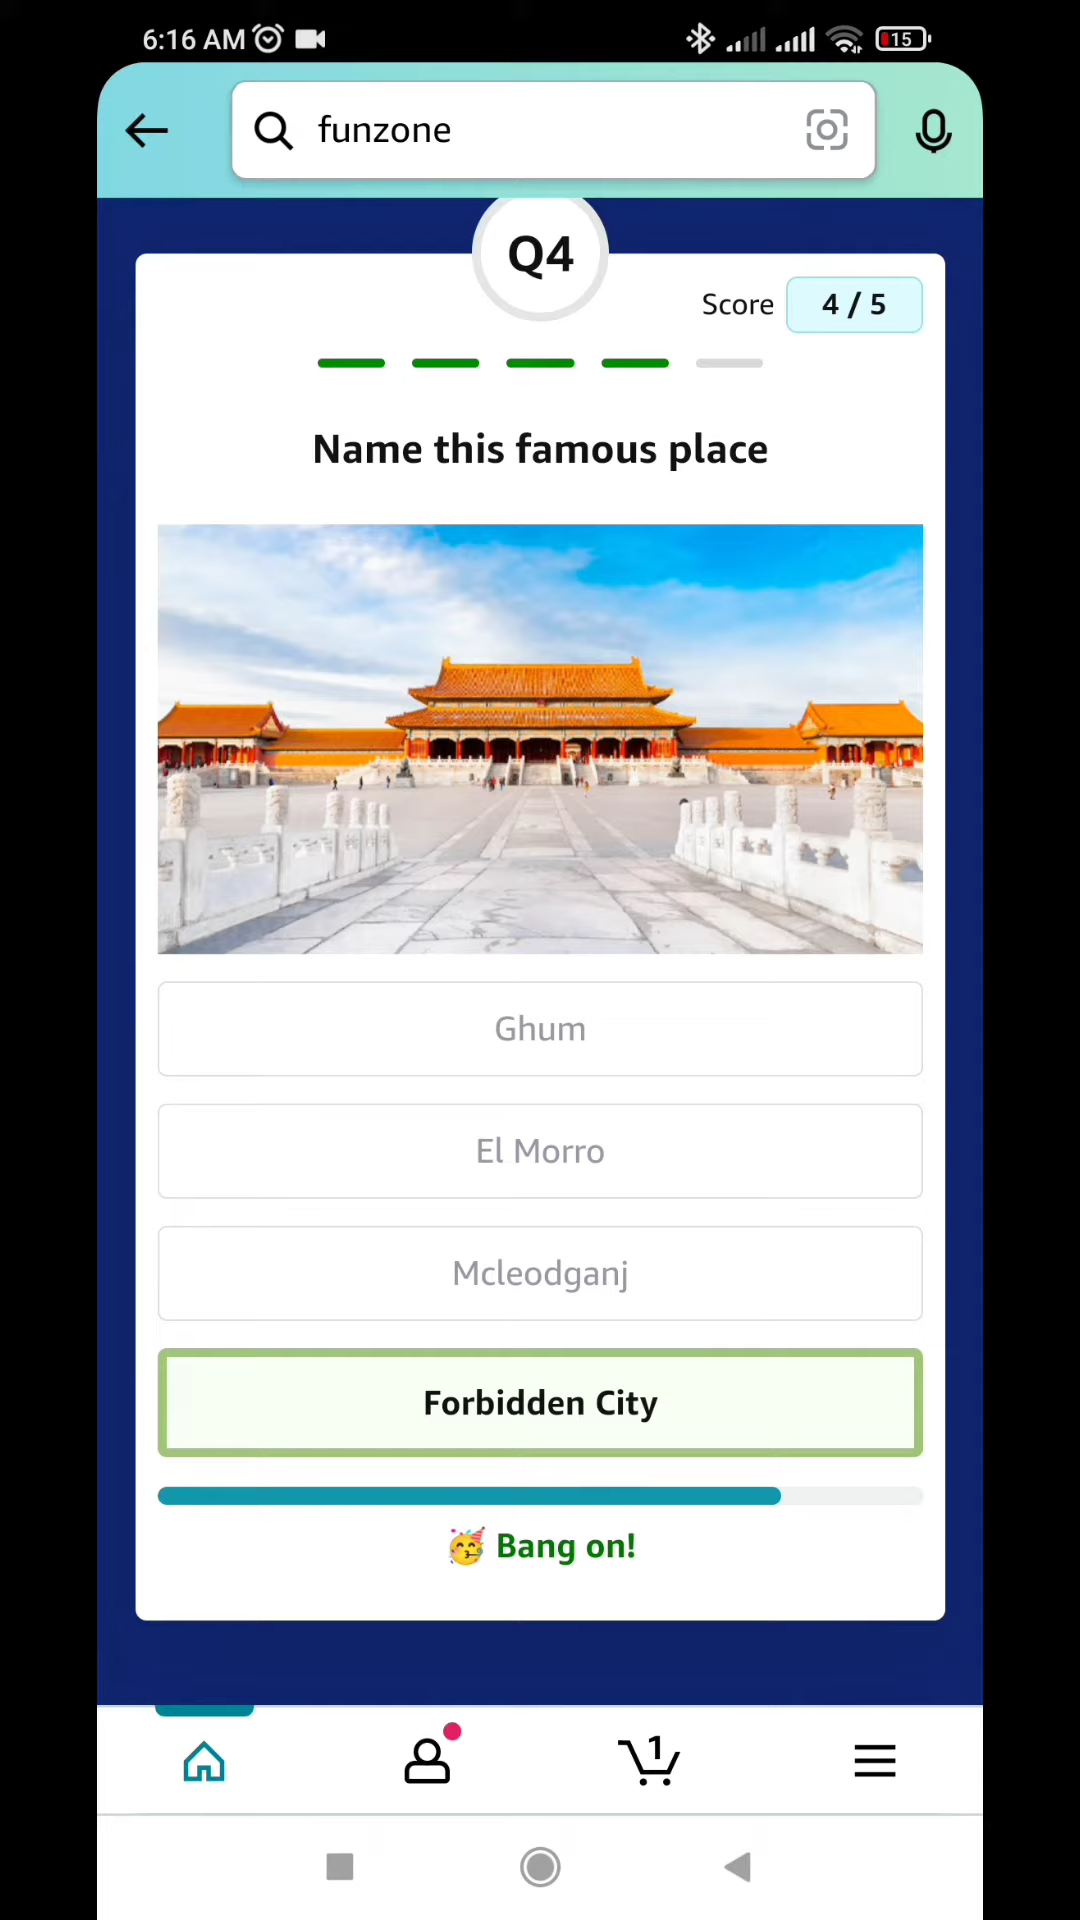 6:16 AM 15
funzone
Q4
Score 4 / 5
Name this famous place
Ghum
El Morro
Mcleodganj
Forbidden City
🥳 Bang on!
1